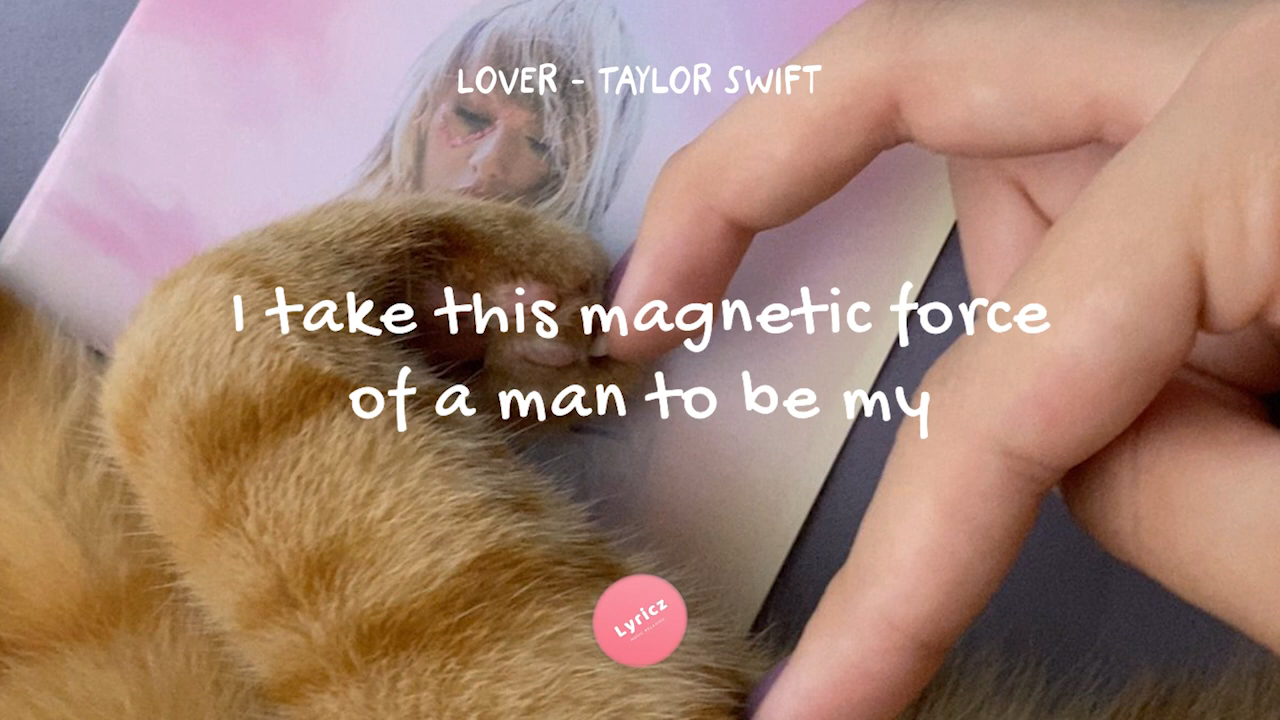 LOVER - TAYLOR SWIFT
I take this magnetic force
of a man to be my
Lyricz